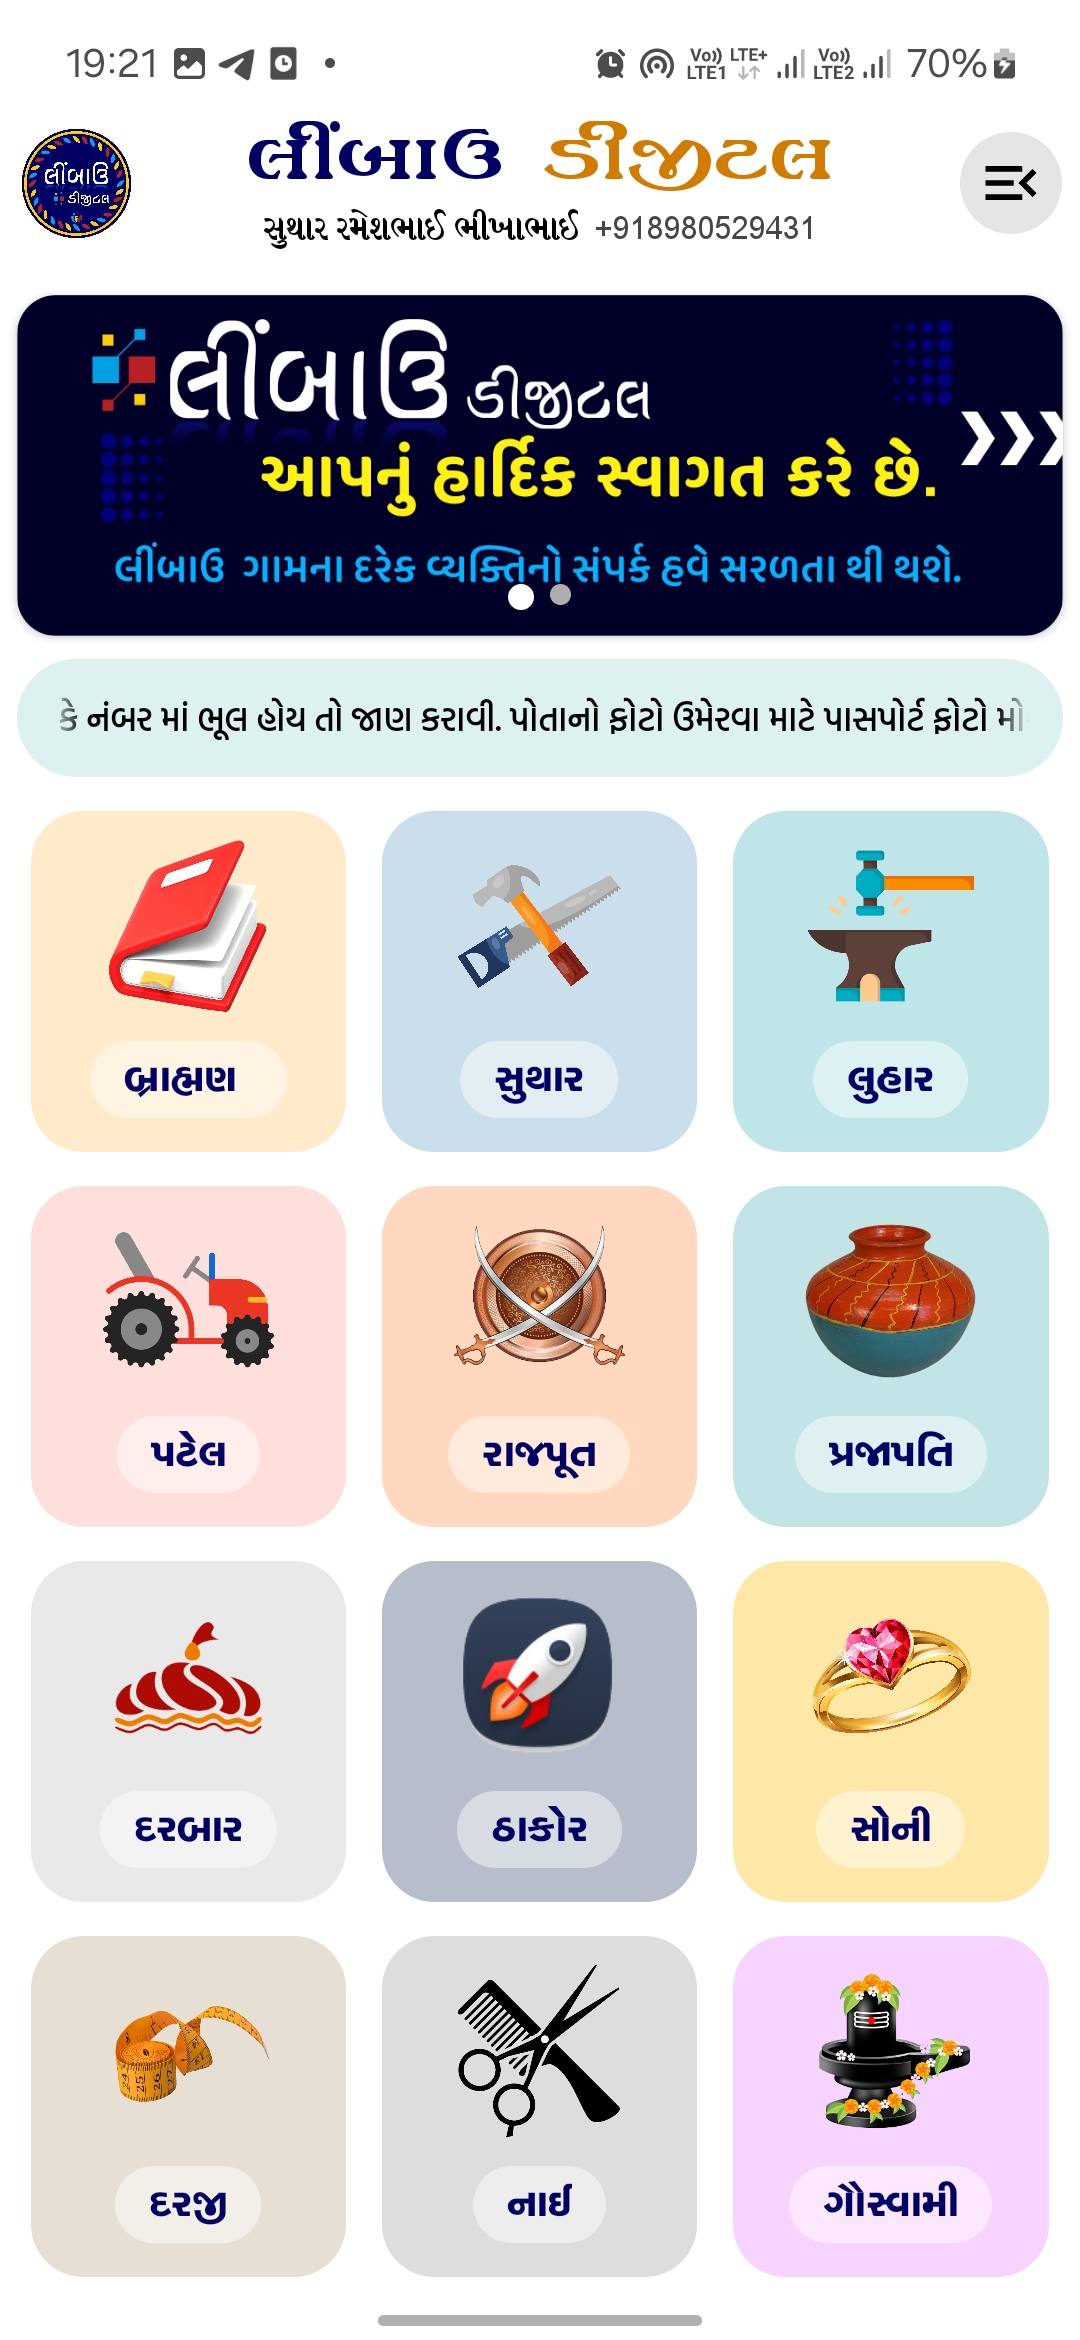 19:21 Vo)) LTE1 LTE+ Vo)) LTE2 70%
લીંબાઉ ડીજીટલ
લીંબાઉ
ડીજીટલ
સુથાર રમેશભાઈ ભીખાભાઈ +918980529431
લીંબાઉ ડીજીટલ
આપનું હાર્દિક સ્વાગત કરે છે.
લીંબાઉ ગામના દરેક વ્યક્તિનો સંપર્ક હવે સરળતા થી થશે.
કે નંબર માં ભૂલ હોય તો જાણ કરાવી. પોતાનો ફોટો ઉમેરવા માટે પાસપોર્ટ ફોટો મો
બ્રાહ્મણ સુથાર લુહાર
પટેલ રાજપૂત પ્રજાપતિ
દરબાર ઠાકોર સોની
દરજી નાઈ ગૌસ્વામી